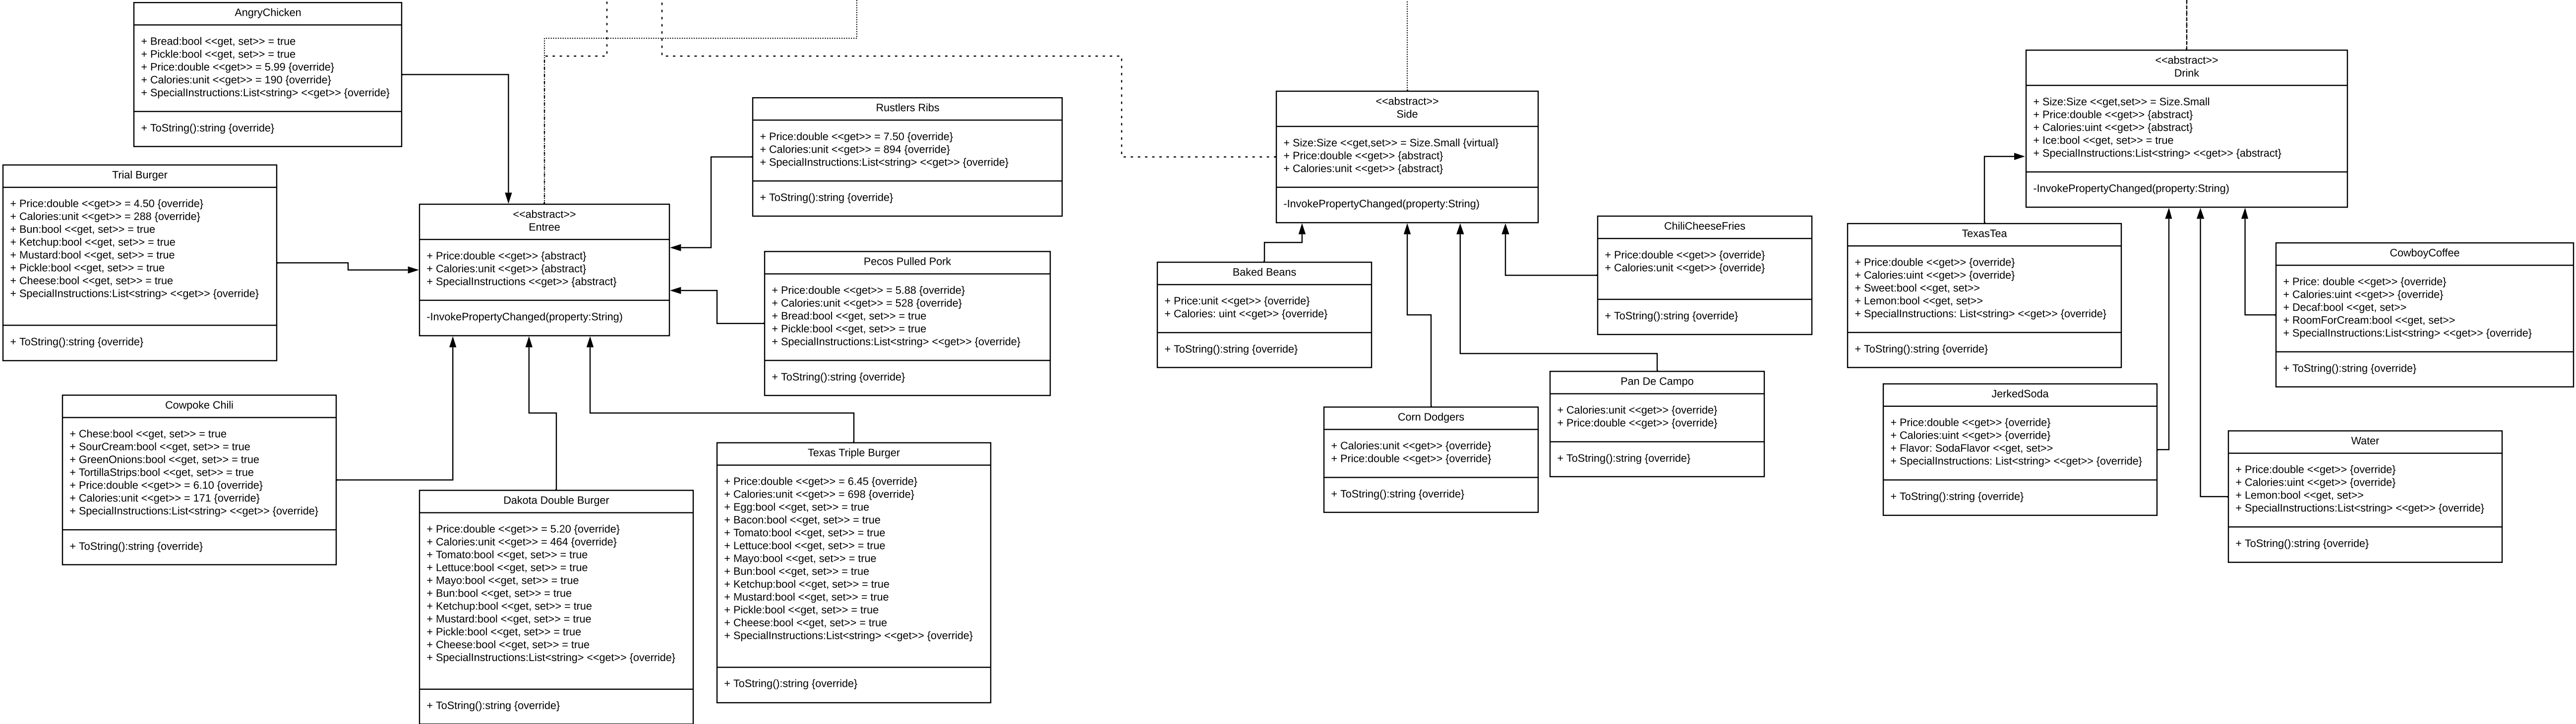 AngryChicken
+ Bread:bool <<get, set>> = true
+ Pickle:bool <<get, set>> = true
+ Price:double <<get>> = 5.99 {override}
+ Calories:unit <<get>> = 190 {override}
+ SpecialInstructions:List<string> <<get>> {override}
+ ToString():string {override}
Trial Burger
+ Price:double <<get>> = 4.50 {override}
+ Calories:unit <<get>> = 288 {override}
+ Bun:bool <<get, set>> = true
+ Ketchup:bool <<get, set>> = true
+ Mustard:bool <<get, set>> = true
+ Pickle:bool <<get, set>> = true
+ Cheese:bool <<get, set>> = true
+ SpecialInstructions:List<string> <<get>> {override}
+ ToString():string {override}
Cowpoke Chili
+ Chese:bool <<get, set>> = true
+ SourCream:bool <<get, set>> = true
+ GreenOnions:bool <<get, set>> = true
+ TortillaStrips:bool <<get, set>> = true
+ Price:double <<get>> = 6.10 {override}
+ Calories:unit <<get>> = 171 {override}
+ SpecialInstructions:List<string> <<get>> {override}
+ ToString():string {override}
<<abstract>>
Entree
+ Price:double <<get>> {abstract}
+ Calories:unit <<get>> {abstract}
+ SpecialInstructions <<get>> {abstract}
-InvokePropertyChanged(property:String)
Dakota Double Burger
+ Price:double <<get>> = 5.20 {override}
+ Calories:unit <<get>> = 464 {override}
+ Tomato:bool <<get, set>> = true
+ Lettuce:bool <<get, set>> = true
+ Mayo:bool <<get, set>> = true
+ Bun:bool <<get, set>> = true
+ Ketchup:bool <<get, set>> = true
+ Mustard:bool <<get, set>> = true
+ Pickle:bool <<get, set>> = true
+ Cheese:bool <<get, set>> = true
+ SpecialInstructions:List<string> <<get>> {override}
+ ToString():string {override}
Rustlers Ribs
+ Price:double <<get>> = 7.50 {override}
+ Calories:unit <<get>> = 894 {override}
+ SpecialInstructions:List<string> <<get>> {override}
+ ToString():string {override}
Pecos Pulled Pork
+ Price:double <<get>> = 5.88 {override}
+ Calories:unit <<get>> = 528 {override}
+ Bread:bool <<get, set>> = true
+ Pickle:bool <<get, set>> = true
+ SpecialInstructions:List<string> <<get>> {override}
+ ToString():string {override}
Texas Triple Burger
+ Price:double <<get>> = 6.45 {override}
+ Calories:unit <<get>> = 698 {override}
+ Egg:bool <<get, set>> = true
+ Bacon:bool <<get, set>> = true
+ Tomato:bool <<get, set>> = true
+ Lettuce:bool <<get, set>> = true
+ Mayo:bool <<get, set>> = true
+ Bun:bool <<get, set>> = true
+ Ketchup:bool <<get, set>> = true
+ Mustard:bool <<get, set>> = true
+ Pickle:bool <<get, set>> = true
+ Cheese:bool <<get, set>> = true
+ SpecialInstructions:List<string> <<get>> {override}
+ ToString():string {override}
<<abstract>>
Side
+ Size:Size <<get,set>> = Size.Small {virtual}
+ Price:double <<get>> {abstract}
+ Calories:unit <<get>> {abstract}
-InvokePropertyChanged(property:String)
Baked Beans
+ Price:unit <<get>> {override}
+ Calories: uint <<get>> {override}
+ ToString():string {override}
Corn Dodgers
+ Calories:unit <<get>> {override}
+ Price:double <<get>> {override}
+ ToString():string {override}
ChiliCheeseFries
+ Price:double <<get>> {override}
+ Calories:unit <<get>> {override}
+ ToString():string {override}
Pan De Campo
+ Calories:unit <<get>> {override}
+ Price:double <<get>> {override}
+ ToString():string {override}
<<abstract>>
Drink
+ Size:Size <<get,set>> = Size.Small
+ Price:double <<get>> {abstract}
+ Calories:uint <<get>> {abstract}
+ Ice:bool <<get, set>> = true
+ SpecialInstructions:List<string> <<get>> {abstract}
-InvokePropertyChanged(property:String)
TexasTea
+ Price:double <<get>> {override}
+ Calories:uint <<get>> {override}
+ Sweet:bool <<get, set>>
+ Lemon:bool <<get, set>>
+ SpecialInstructions: List<string> <<get>> {override}
+ ToString():string {override}
JerkedSoda
+ Price:double <<get>> {override}
+ Calories:uint <<get>> {override}
+ Flavor: SodaFlavor <<get, set>>
+ SpecialInstructions: List<string> <<get>> {override}
+ ToString():string {override}
CowboyCoffee
+ Price: double <<get>> {override}
+ Calories:uint <<get>> {override}
+ Decaf:bool <<get, set>>
+ RoomForCream:bool <<get, set>>
+ SpecialInstructions:List<string> <<get>> {override}
+ ToString():string {override}
Water
+ Price:double <<get>> {override}
+ Calories:uint <<get>> {override}
+ Lemon:bool <<get, set>>
+ SpecialInstructions:List<string> <<get>> {override}
+ ToString():string {override}